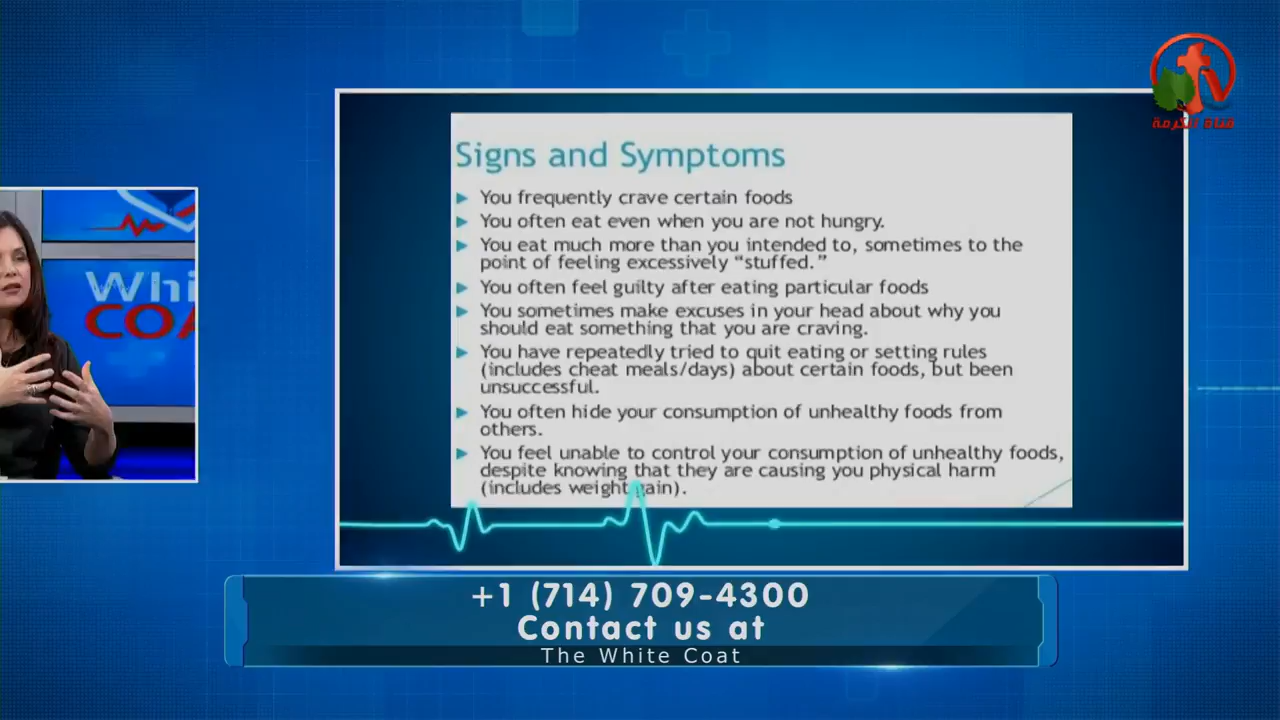 قناة الكرمة
Whi
COA
Signs and Symptoms
You frequently crave certain foods
You often eat even when you are not hungry.
You eat much more than you intended to, sometimes to the
point of feeling excessively “stuffed.”
You often feel guilty after eating particular foods
You sometimes make excuses in your head about why you
should eat something that you are craving.
You have repeatedly tried to quit eating or setting rules
(includes cheat meals/days) about certain foods, but been
unsuccessful.
You often hide your consumption of unhealthy foods from
others.
You feel unable to control your consumption of unhealthy foods,
despite knowing that they are causing you physical harm
(includes weight gain).
+1 (714) 709-4300
Contact us at
The White Coat